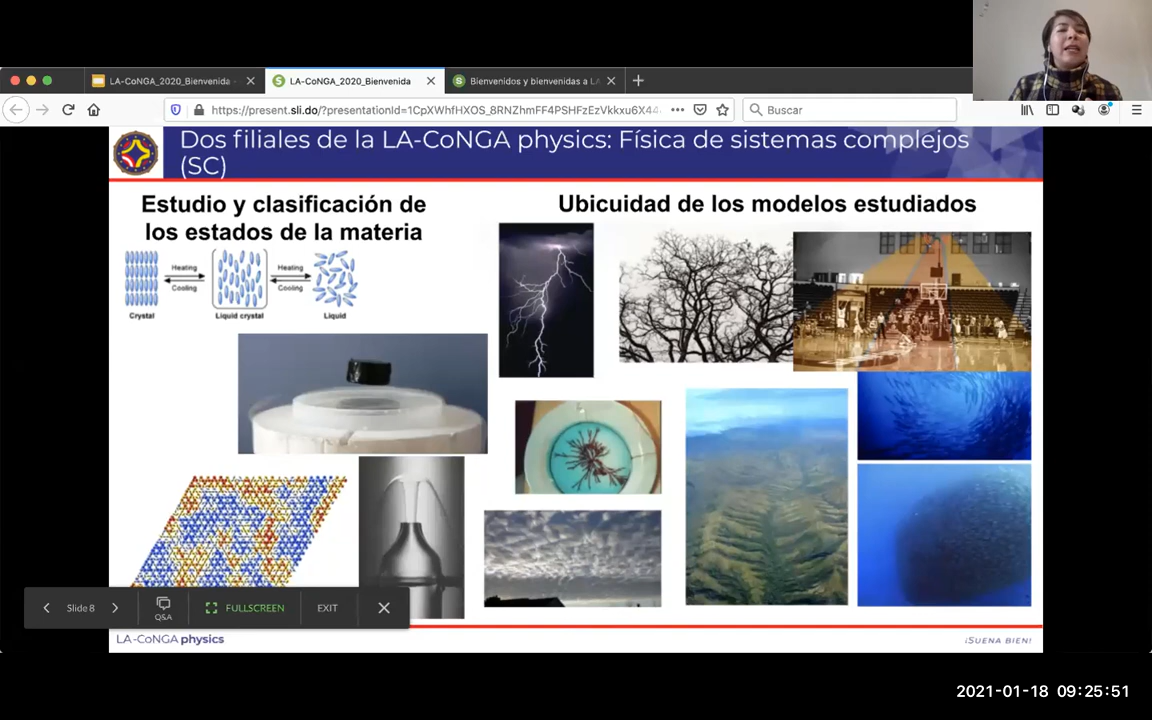 LA-CoNGA_2020_Bienvenida -
LA-CoNGA_2020_Bienvenida
Bienvenidos y bienvenidas a LA
https://present.sli.do/?presentationId=1CpXWhfHXOS_8RNZhmFF4PSHFzEzVkkxu6X44
Buscar
Dos filiales de la LA-CoNGA physics: Física de sistemas complejos
(SC)
Estudio y clasificación de
los estados de la materia
Ubicuidad de los modelos estudiados
Heating
Heating
Cooling
Cooling
Crystal
Liquid crystal
Liquid
Slide 8
Q&A
FULLSCREEN
EXIT
LA-CoNGA physics
¡SUENA BIEN!
2021-01-18 09:25:51